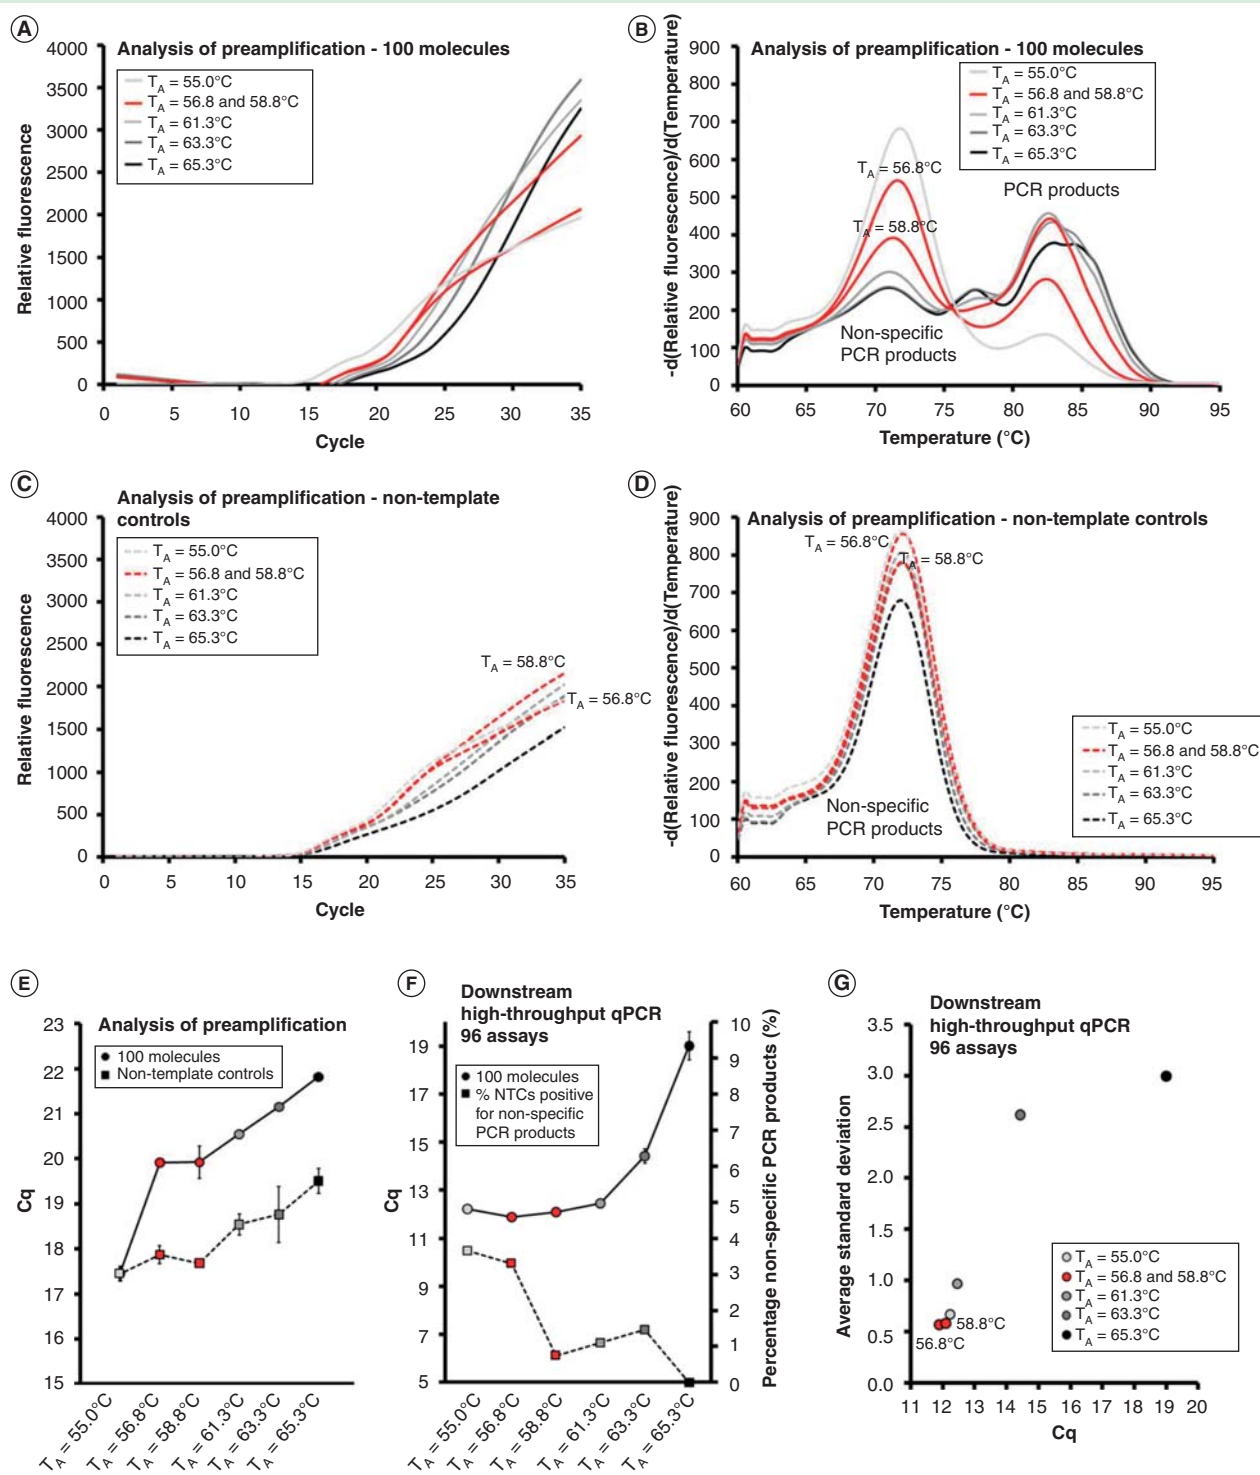 A
Analysis of preamplification - 100 molecules
4000
3500
3000
2500
2000
1500
1000
500
0
Relative fluorescence
TA = 55.0°C
TA = 56.8 and 58.8°C
TA = 61.3°C
TA = 63.3°C
TA = 65.3°C
0 5 10 15 20 25 30 35
Cycle
B
Analysis of preamplification - 100 molecules
900
800
700
600
500
400
300
200
100
0
-d(Relative fluorescence)/d(Temperature)
TA = 55.0°C
TA = 56.8 and 58.8°C
TA = 61.3°C
TA = 63.3°C
TA = 65.3°C
TA = 56.8°C
TA = 58.8°C
PCR products
Non-specific
PCR products
60 65 70 75 80 85 90 95
Temperature (°C)
C
Analysis of preamplification - non-template
controls
4000
3500
3000
2500
2000
1500
1000
500
0
Relative fluorescence
TA = 55.0°C
TA = 56.8 and 58.8°C
TA = 61.3°C
TA = 63.3°C
TA = 65.3°C
TA = 58.8°C
TA = 56.8°C
0 5 10 15 20 25 30 35
Cycle
D
Analysis of preamplification - non-template controls
900
800
700
600
500
400
300
200
100
0
-d(Relative fluorescence)/d(Temperature)
TA = 56.8°C
TA = 58.8°C
TA = 55.0°C
TA = 56.8 and 58.8°C
TA = 61.3°C
TA = 63.3°C
TA = 65.3°C
Non-specific
PCR products
60 65 70 75 80 85 90 95
Temperature (°C)
E
Analysis of preamplification
23
22
21
20
19
18
17
16
15
Cq
100 molecules
Non-template controls
TA = 55.0°C
TA = 56.8°C
TA = 58.8°C
TA = 61.3°C
TA = 63.3°C
TA = 65.3°C
F
Downstream
high-throughput qPCR
96 assays
19
17
15
13
11
9
7
5
Cq
100 molecules
% NTCs positive
for non-specific
PCR products
10
9
8
7
6
5
4
3
2
1
0
Percentage non-specific PCR products (%)
TA = 55.0°C
TA = 56.8°C
TA = 58.8°C
TA = 61.3°C
TA = 63.3°C
TA = 65.3°C
G
Downstream
high-throughput qPCR
96 assays
3.5
3.0
2.5
2.0
1.5
1.0
0.5
0.0
Average standard deviation
TA = 55.0°C
TA = 56.8 and 58.8°C
TA = 61.3°C
TA = 63.3°C
TA = 65.3°C
58.8°C
56.8°C
11 12 13 14 15 16 17 18 19 20
Cq